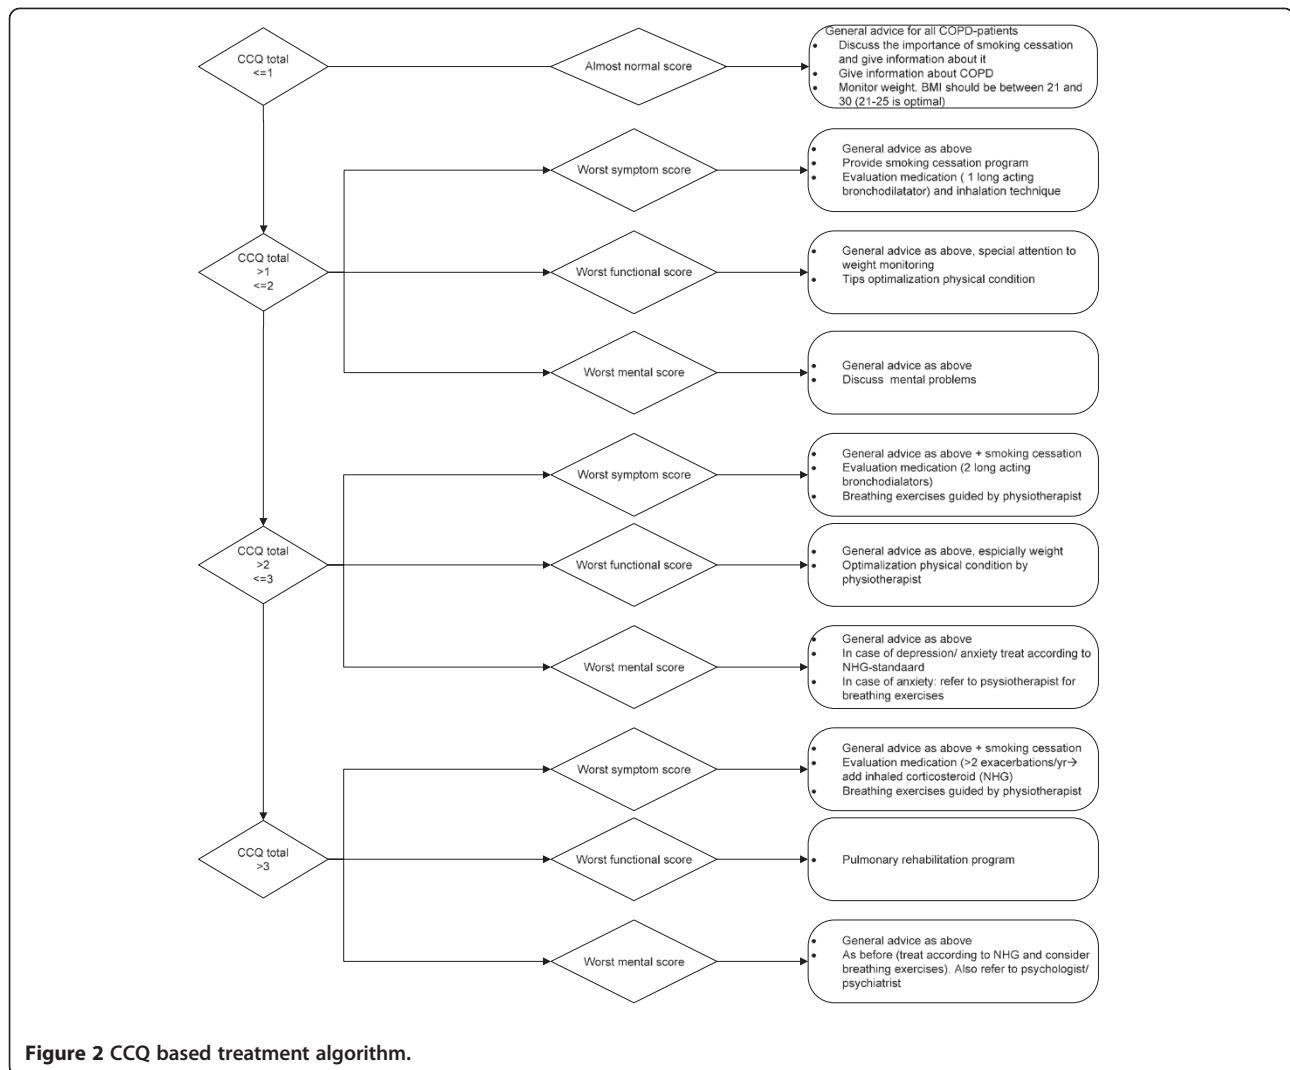 CCQ total
<=1
Almost normal score
General advice for all COPD-patients
• Discuss the importance of smoking cessation
and give information about it
• Give information about COPD
• Monitor weight. BMI should be between 21 and
30 (21-25 is optimal)
Worst symptom score
• General advice as above
• Provide smoking cessation program
• Evaluation medication ( 1 long acting
bronchodilatator) and inhalation technique
CCQ total
>1
<=2
Worst functional score
• General advice as above, special attention to
weight monitoring
• Tips optimalization physical condition
Worst mental score
• General advice as above
• Discuss mental problems
Worst symptom score
• General advice as above + smoking cessation
• Evaluation medication (2 long acting
bronchodialators)
• Breathing exercises guided by physiotherapist
CCQ total
>2
<=3
Worst functional score
• General advice as above, espicially weight
• Optimalization physical condition by
physiotherapist
Worst mental score
• General advice as above
• In case of depression/ anxiety treat according to
NHG-standaard
• In case of anxiety: refer to psysiotherapist for
breathing exercises
Worst symptom score
• General advice as above + smoking cessation
• Evaluation medication (>2 exacerbations/yr→
add inhaled corticosteroid (NHG)
• Breathing exercises guided by physiotherapist
CCQ total
>3
Worst functional score
• Pulmonary rehabilitation program
Worst mental score
• General advice as above
• As before (treat according to NHG and consider
breathing exercises). Also refer to psychologist/
psychiatrist
Figure 2 CCQ based treatment algorithm.